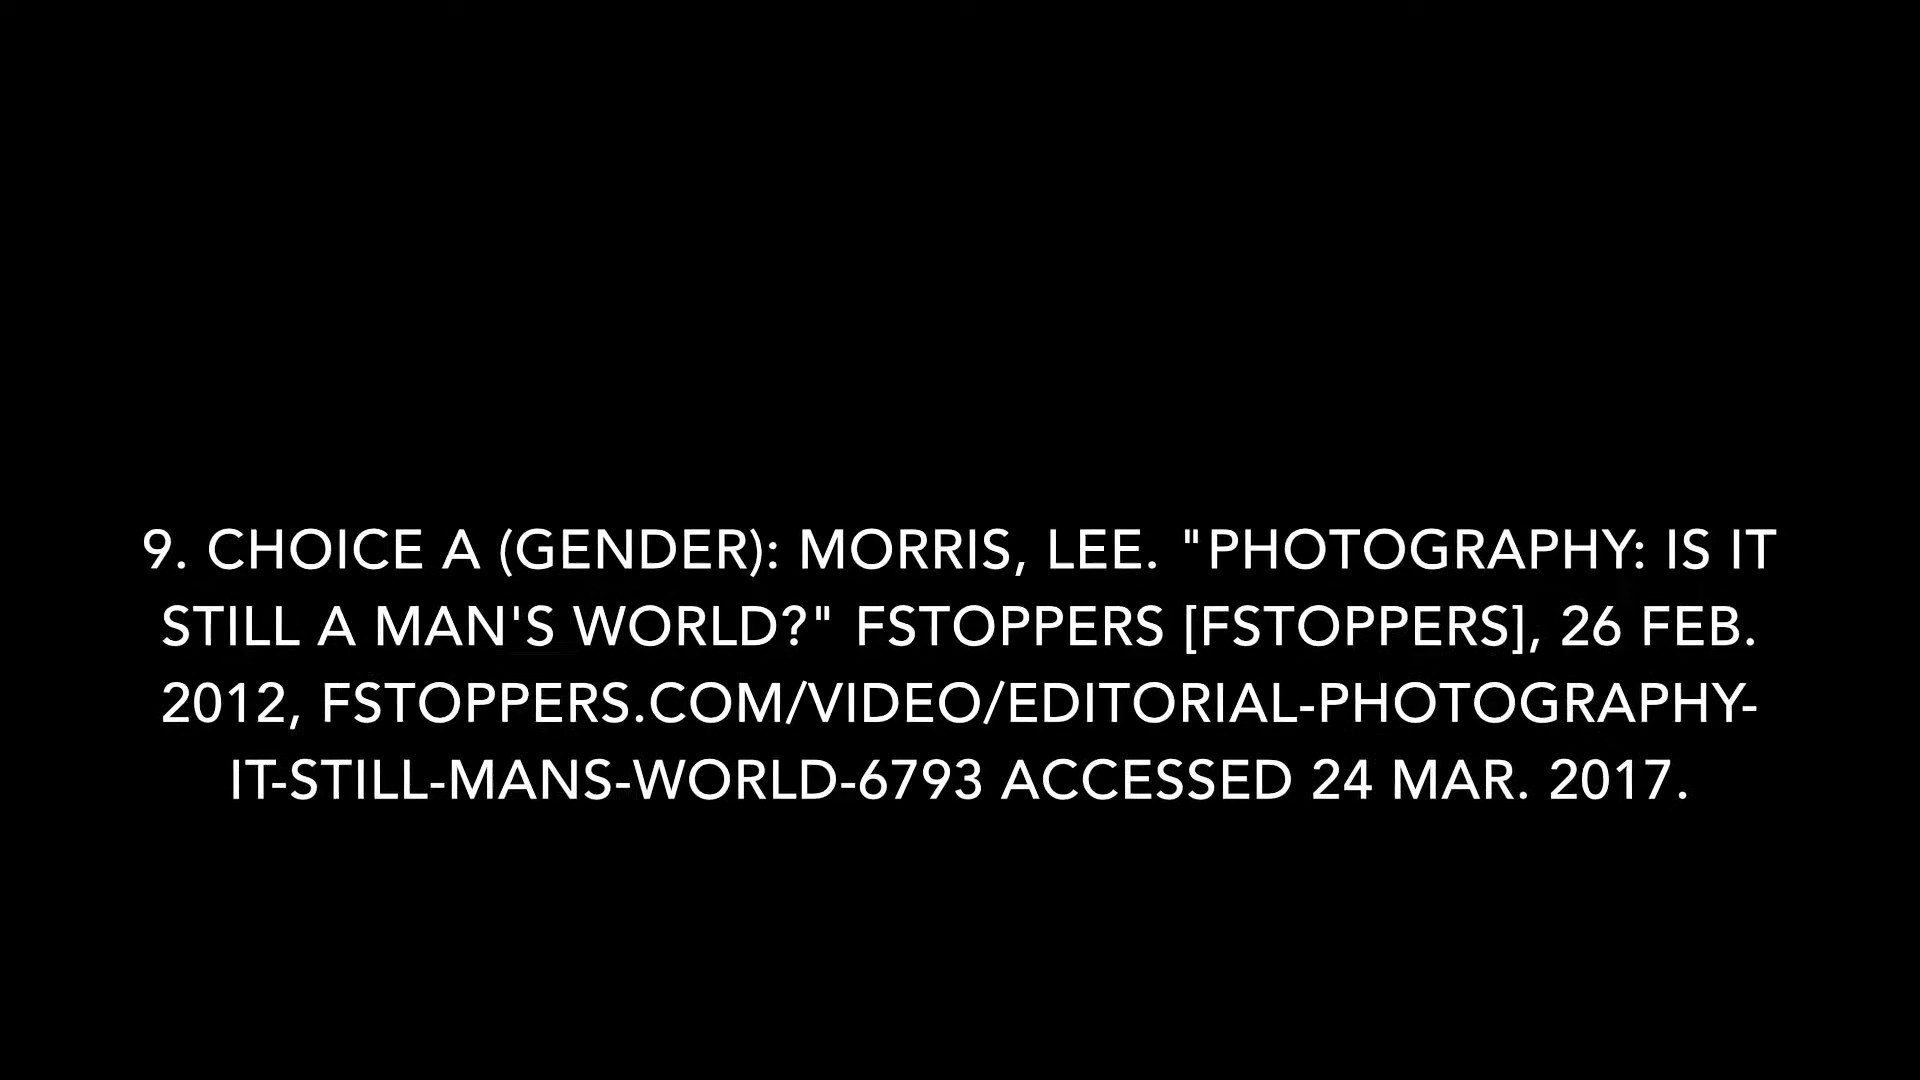 9. CHOICE A (GENDER): MORRIS, LEE. "PHOTOGRAPHY: IS IT
STILL A MAN'S WORLD?" FSTOPPERS [FSTOPPERS], 26 FEB.
2012, FSTOPPERS.COM/VIDEO/EDITORIAL-PHOTOGRAPHY-
IT-STILL-MANS-WORLD-6793 ACCESSED 24 MAR. 2017.